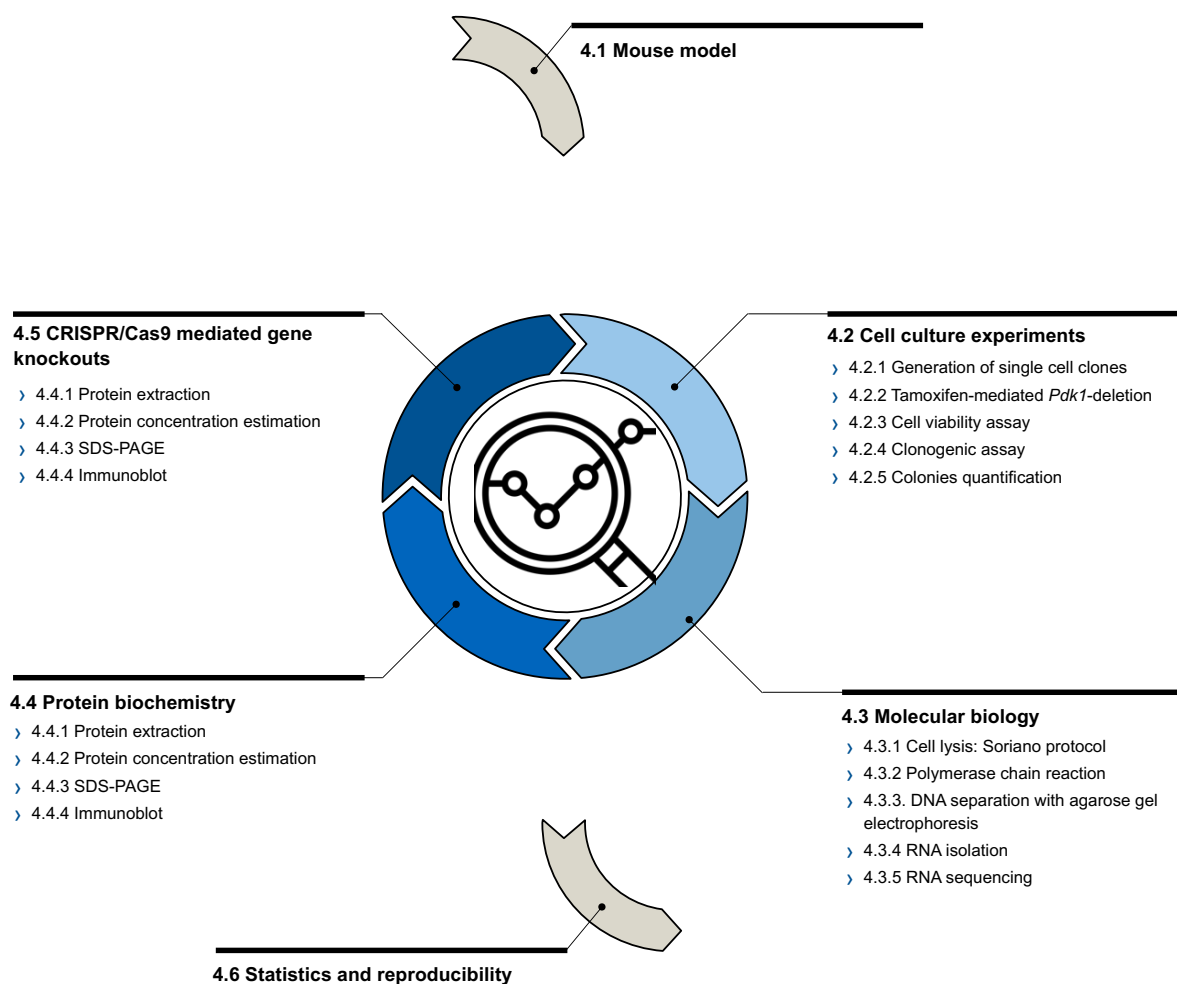 4.1 Mouse model
4.5 CRISPR/Cas9 mediated gene
knockouts
› 4.4.1 Protein extraction
› 4.4.2 Protein concentration estimation
› 4.4.3 SDS-PAGE
› 4.4.4 Immunoblot
4.2 Cell culture experiments
› 4.2.1 Generation of single cell clones
› 4.2.2 Tamoxifen-mediated Pdk1-deletion
› 4.2.3 Cell viability assay
› 4.2.4 Clonogenic assay
› 4.2.5 Colonies quantification
4.4 Protein biochemistry
› 4.4.1 Protein extraction
› 4.4.2 Protein concentration estimation
› 4.4.3 SDS-PAGE
› 4.4.4 Immunoblot
4.3 Molecular biology
› 4.3.1 Cell lysis: Soriano protocol
› 4.3.2 Polymerase chain reaction
› 4.3.3. DNA separation with agarose gel
electrophoresis
› 4.3.4 RNA isolation
› 4.3.5 RNA sequencing
4.6 Statistics and reproducibility